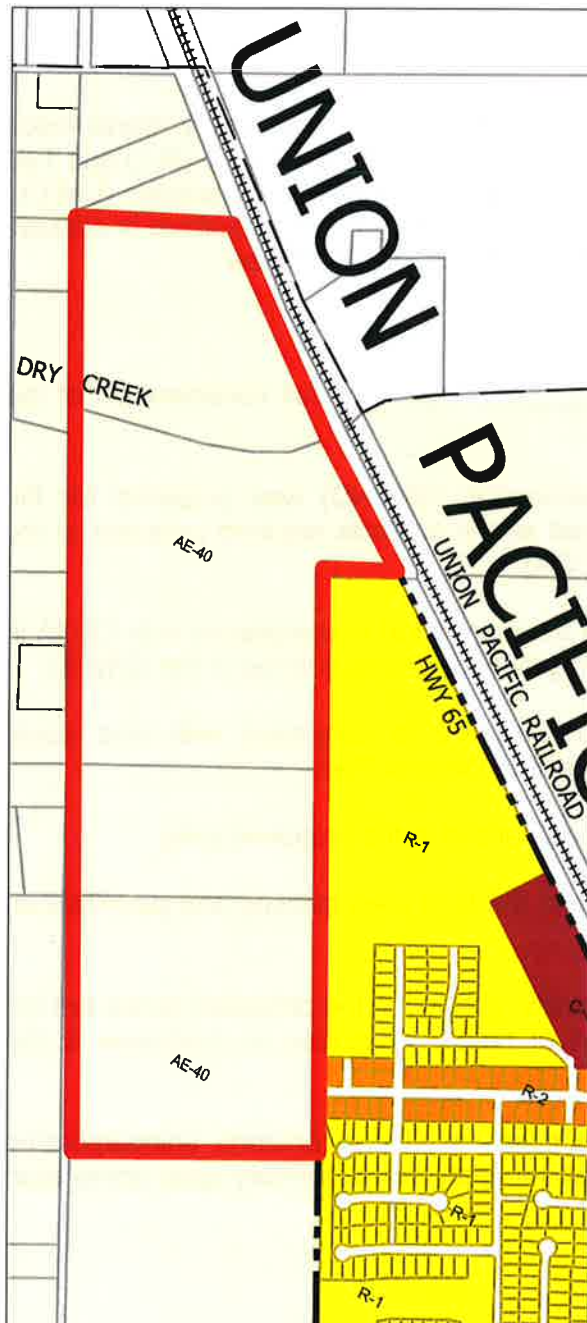 UNION
PACIFIC
DRY CREEK
AE-40
UNION PACIFIC RAILROAD
HWY 65
R-1
AE-40
R-2
R-1
R-1